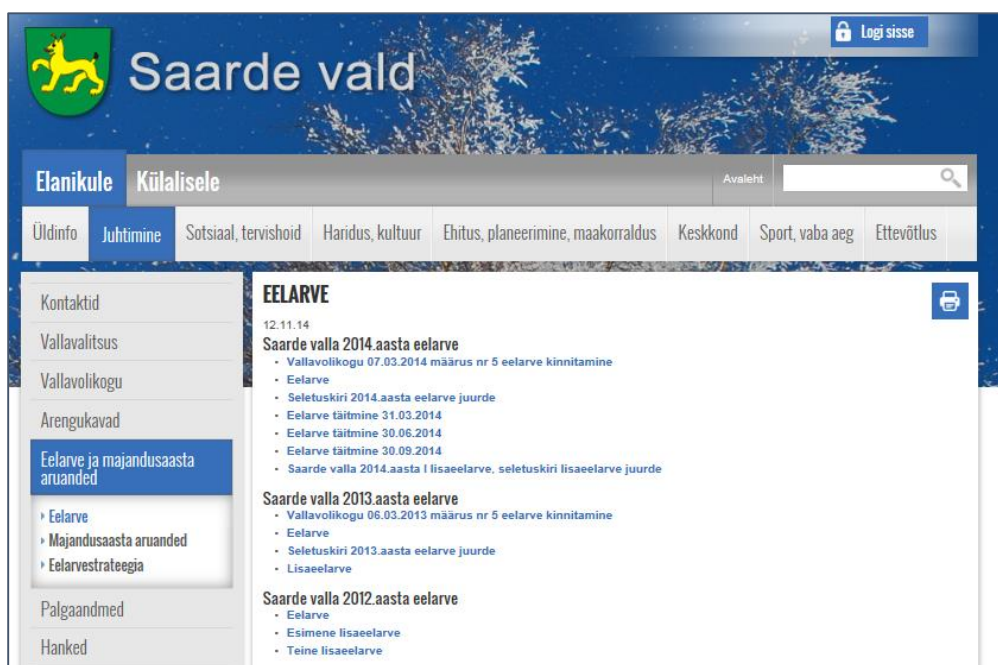 Logi sisse
Saarde vald
Elanikule Külalisele
Avaleht
Üldinfo Juhtimine Sotsiaal, tervishoid Haridus, kultuur Ehitus, planeerimine, maakorraldus Keskkond Sport, vaba aeg Ettevõtlus
Kontaktid
Vallavalitsus
Vallavolikogu
Arengukavad
Eelarve ja majandusaasta
aruanded
Eelarve
Majandusaasta aruanded
Eelarvestrateegia
Palgaandmed
Hanked
EELARVE
12.11.14
Saarde valla 2014.aasta eelarve
• Vallavolikogu 07.03.2014 määrus nr 5 eelarve kinnitamine
• Eelarve
• Seletuskiri 2014.aasta eelarve juurde
• Eelarve täitmine 31.03.2014
• Eelarve täitmine 30.06.2014
• Eelarve täitmine 30.09.2014
• Saarde valla 2014.aasta I lisaeelarve, seletuskiri lisaeelarve juurde
Saarde valla 2013.aasta eelarve
• Vallavolikogu 06.03.2013 määrus nr 5 eelarve kinnitamine
• Eelarve
• Seletuskiri 2013.aasta eelarve juurde
• Lisaeelarve
Saarde valla 2012.aasta eelarve
• Eelarve
• Esimene lisaeelarve
• Teine lisaeelarve